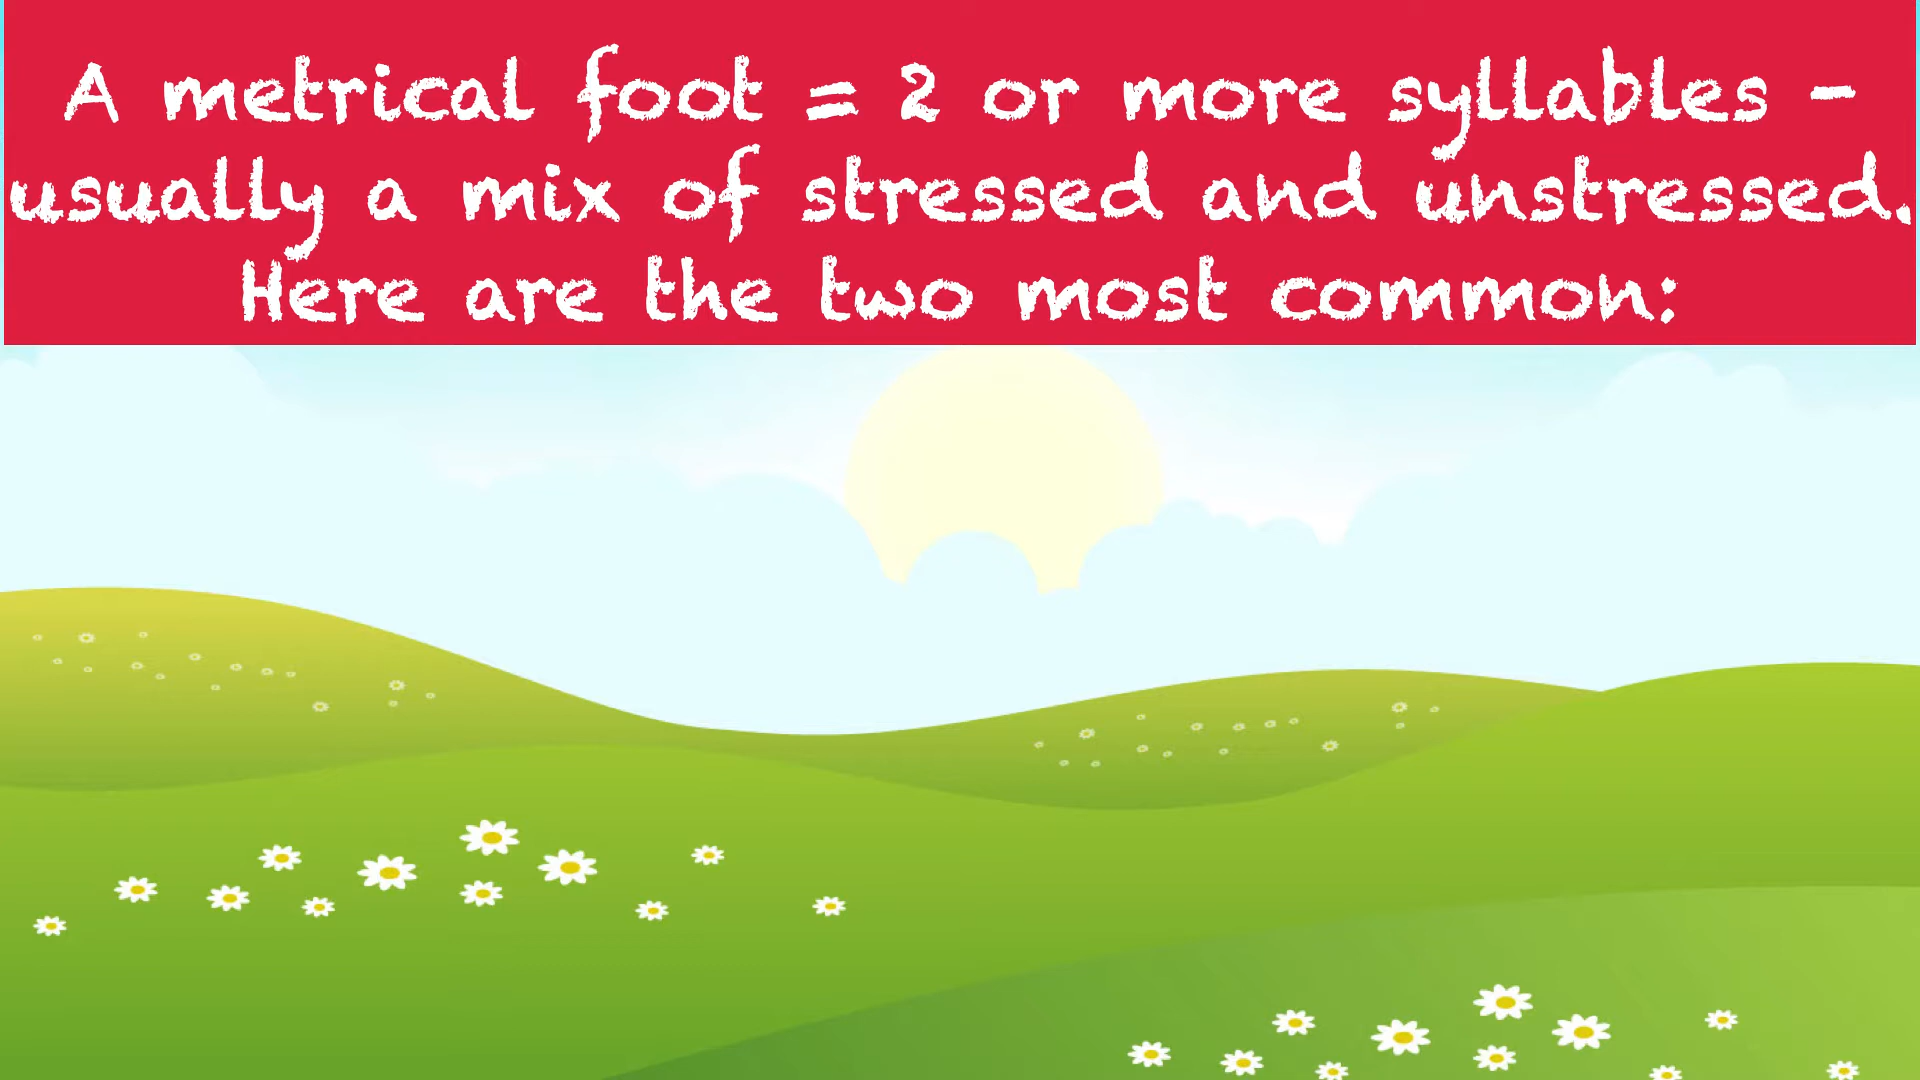 A metrical foot = 2 or more syllables -
usually a mix of stressed and unstressed.
Here are the two most common: